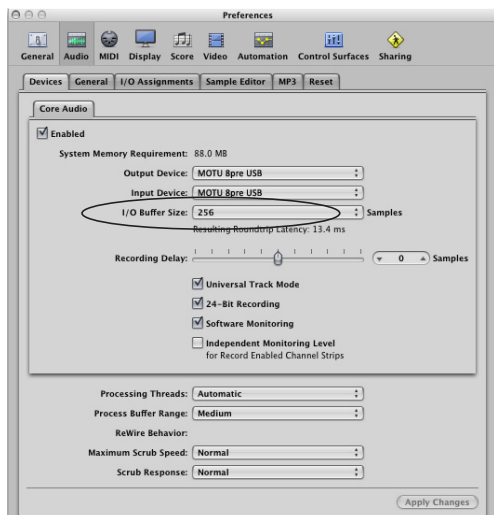 Preferences
General Audio MIDI Display Score Video Automation Control Surfaces Sharing
Devices General I/O Assignments Sample Editor MP3 Reset
Core Audio
Enabled
System Memory Requirement: 88.0 MB
Output Device: MOTU 8pre USB
Input Device: MOTU 8pre USB
I/O Buffer Size: 256 Samples
Resulting Roundtrip Latency: 13.4 ms
Recording Delay: 0 Samples
Universal Track Mode
24-Bit Recording
Software Monitoring
Independent Monitoring Level
for Record Enabled Channel Strips
Processing Threads: Automatic
Process Buffer Range: Medium
ReWire Behavior:
Maximum Scrub Speed: Normal
Scrub Response: Normal
Apply Changes